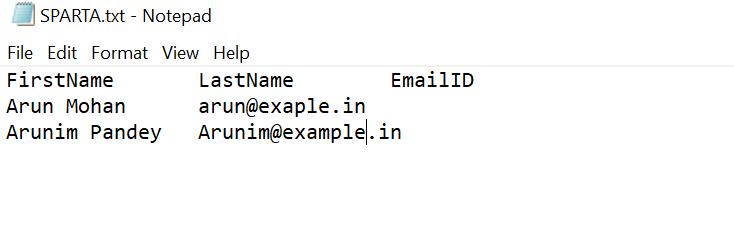 SPARTA.txt - Notepad
File Edit Format View Help
FirstName LastName EmailID
Arun Mohan arun@exaple.in
Arunim Pandey Arunim@example.in